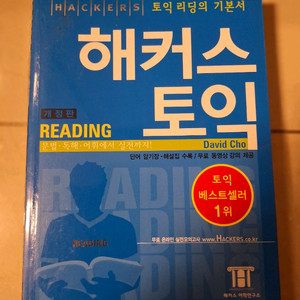 HACKERS 토익 리딩의 기본서
해커스
토익
개정판
READING
David Cho
문법·독해·어휘에서 실전까지!
단어 암기장+해설집 수록/무료 동영상 강의 제공
토익
베스트셀러
1위
무료 온라인 실전모의고사 www.HACKERS.co.kr
READING
해커스 어학연구소